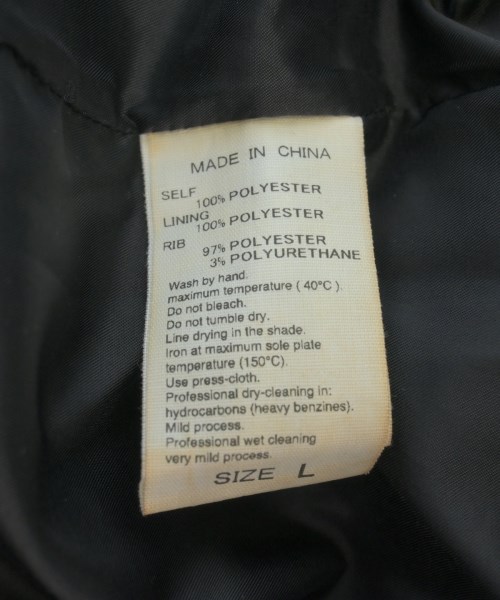 MADE IN CHINA
SELF
100% POLYESTER
LINING
100% POLYESTER
RIB
97% POLYESTER
3% POLYURETHANE
Wash by hand.
maximum temperature ( 40°C ).
Do not bleach.
Do not tumble dry.
Line drying in the shade.
Iron at maximum sole plate
temperature (150°C).
Use press-cloth.
Professional dry-cleaning in:
hydrocarbons (heavy benzines).
Mild process.
Professional wet cleaning
very mild process.
SIZE L